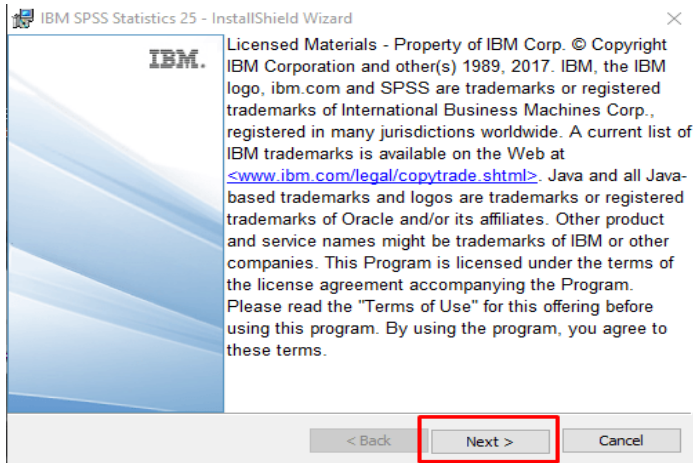 IBM SPSS Statistics 25 - InstallShield Wizard
IBM.
Licensed Materials - Property of IBM Corp. © Copyright
IBM Corporation and other(s) 1989, 2017. IBM, the IBM
logo, ibm.com and SPSS are trademarks or registered
trademarks of International Business Machines Corp.,
registered in many jurisdictions worldwide. A current list of
IBM trademarks is available on the Web at
<www.ibm.com/legal/copytrade.shtml>. Java and all Java-
based trademarks and logos are trademarks or registered
trademarks of Oracle and/or its affiliates. Other product
and service names might be trademarks of IBM or other
companies. This Program is licensed under the terms of
the license agreement accompanying the Program.
Please read the "Terms of Use" for this offering before
using this program. By using the program, you agree to
these terms.
< Back
Next >
Cancel